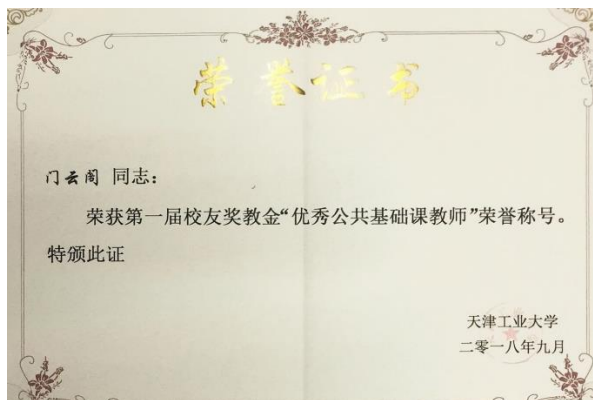 荣誉证书
门云阁 同志：
荣获第一届校友奖教金“优秀公共基础课教师”荣誉称号。
特颁此证
天津工业大学
二零一八年九月